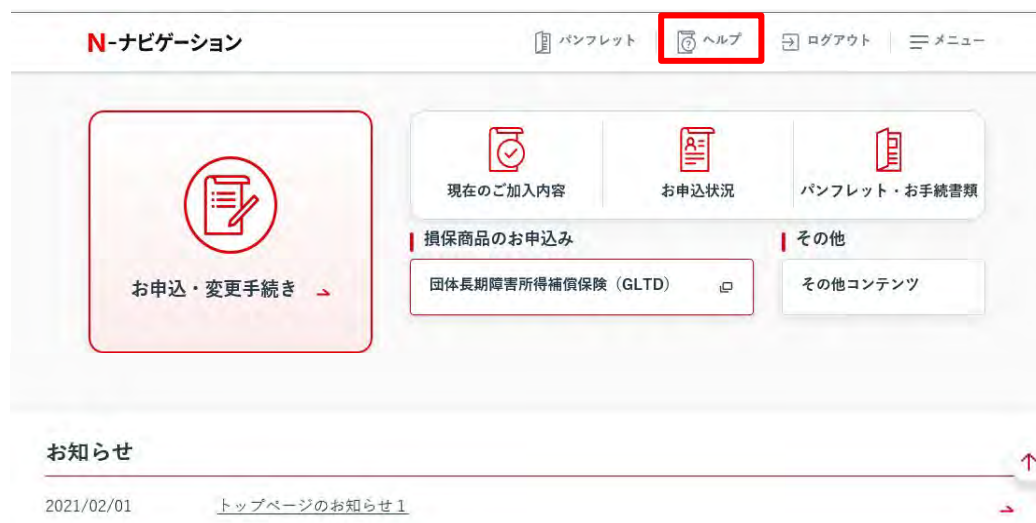 N-ナビゲーション
パンフレット
ヘルプ
ログアウト
メニュー
お申込・変更手続き
現在のご加入内容
お申込状況
パンフレット・お手続書類
損保商品のお申込み
団体長期障害所得補償保険（GLTD）
その他
その他コンテンツ
お知らせ
2021/02/01 トップページのお知らせ１